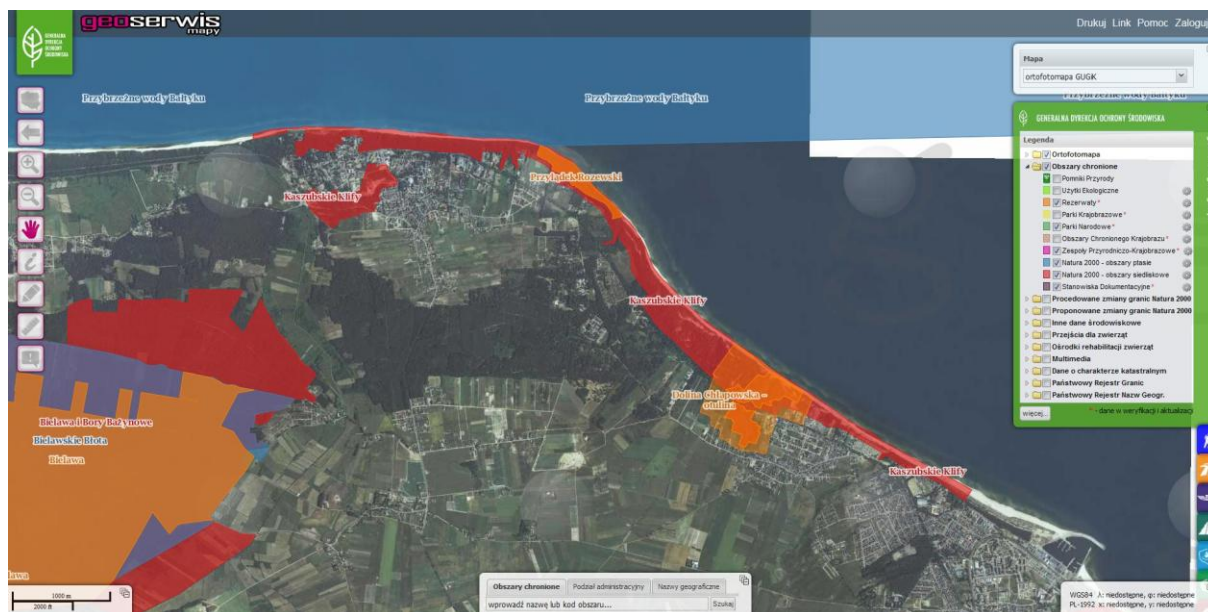 GENERALNA
DYREKCJA
OCHRONY
ŚRODOWISKA
geoserwis
mapy
Drukuj Link Pomoc Zaloguj
Mapa
ortofotomapa GUGiK
Przybrzeżne wody Bałtyku
Przybrzeżne wody Bałtyku
Przybrzeżne wody Bałtyku
GENERALNA DYREKCJA OCHRONY ŚRODOWISKA
Legenda
Ortofotomapa
Obszary chronione
Pomniki Przyrody
Użytki Ekologiczne
Rezerwaty *
Parki Krajobrazowe *
Parki Narodowe *
Obszary Chronionego Krajobrazu *
Zespoły Przyrodniczo-Krajobrazowe *
Natura 2000 - obszary ptasie
Natura 2000 - obszary siedliskowe
Stanowiska Dokumentacyjne *
Procedowane zmiany granic Natura 2000
Proponowane zmiany granic Natura 2000
Inne dane środowiskowe
Przejścia dla zwierząt
Ośrodki rehabilitacji zwierząt
Multimedia
Dane o charakterze katastralnym
Państwowy Rejestr Granic
Państwowy Rejestr Nazw Geogr.
więcej...
* - dane w weryfikacji i aktualizacji
Przylądek Rozewski
Kaszubskie Klify
Kaszubskie Klify
Dolina Chłapowska -
otulina
Bielawa i Bory Bażynowe
Bielawskie Błota
Bielawa
Kaszubskie Klify
lawa
1000 m
2000 ft
Obszary chronione Podział administracyjny Nazwy geograficzne
wprowadź nazwę lub kod obszaru... Szukaj
WGS84 λ: niedostępne, φ: niedostępne
PL-1992 x: niedostępne, y: niedostępne